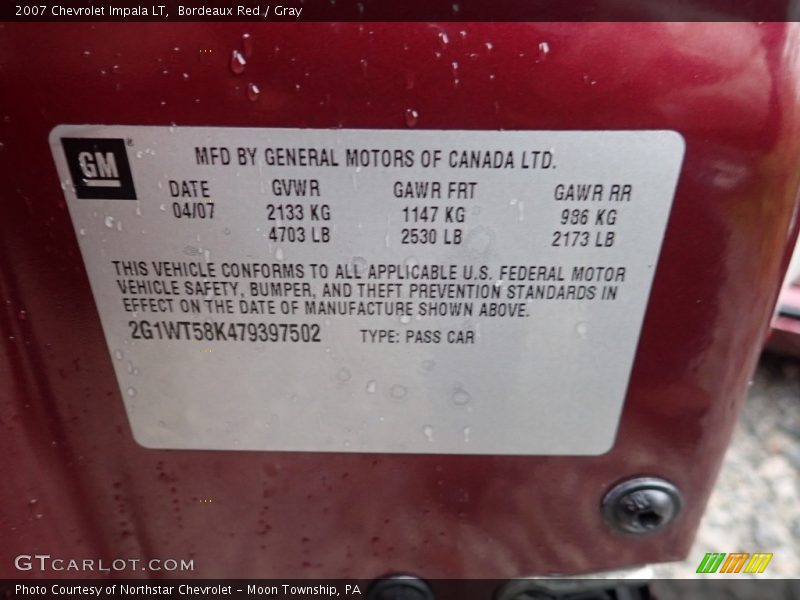 2007 Chevrolet Impala LT, Bordeaux Red / Gray
GM
MFD BY GENERAL MOTORS OF CANADA LTD.
DATE GVWR GAWR FRT GAWR RR
04/07 2133 KG 1147 KG 986 KG
4703 LB 2530 LB 2173 LB
THIS VEHICLE CONFORMS TO ALL APPLICABLE U.S. FEDERAL MOTOR
VEHICLE SAFETY, BUMPER, AND THEFT PREVENTION STANDARDS IN
EFFECT ON THE DATE OF MANUFACTURE SHOWN ABOVE.
2G1WT58K479397502 TYPE: PASS CAR
GTCARLOT.COM
Photo Courtesy of Northstar Chevrolet - Moon Township, PA